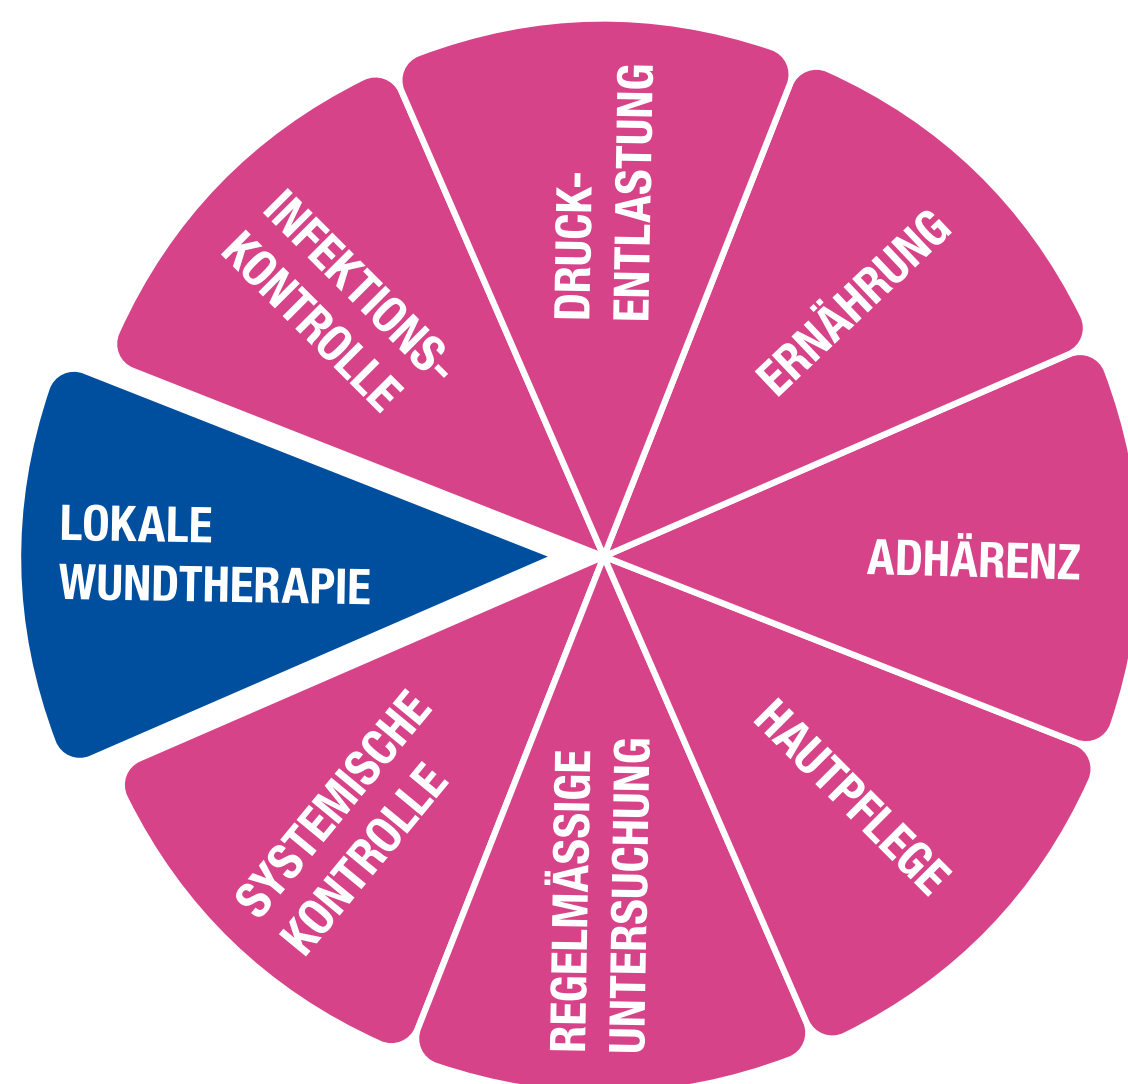 DRUCK-
ENTLASTUNG
ERNÄHRUNG
ADHÄRENZ
HAUTPFLEGE
REGELMÄSSIGE
UNTERSUCHUNG
SYSTEMISCHE
KONTROLLE
LOKALE
WUNDTHERAPIE
INFEKTIONS-
KONTROLLE